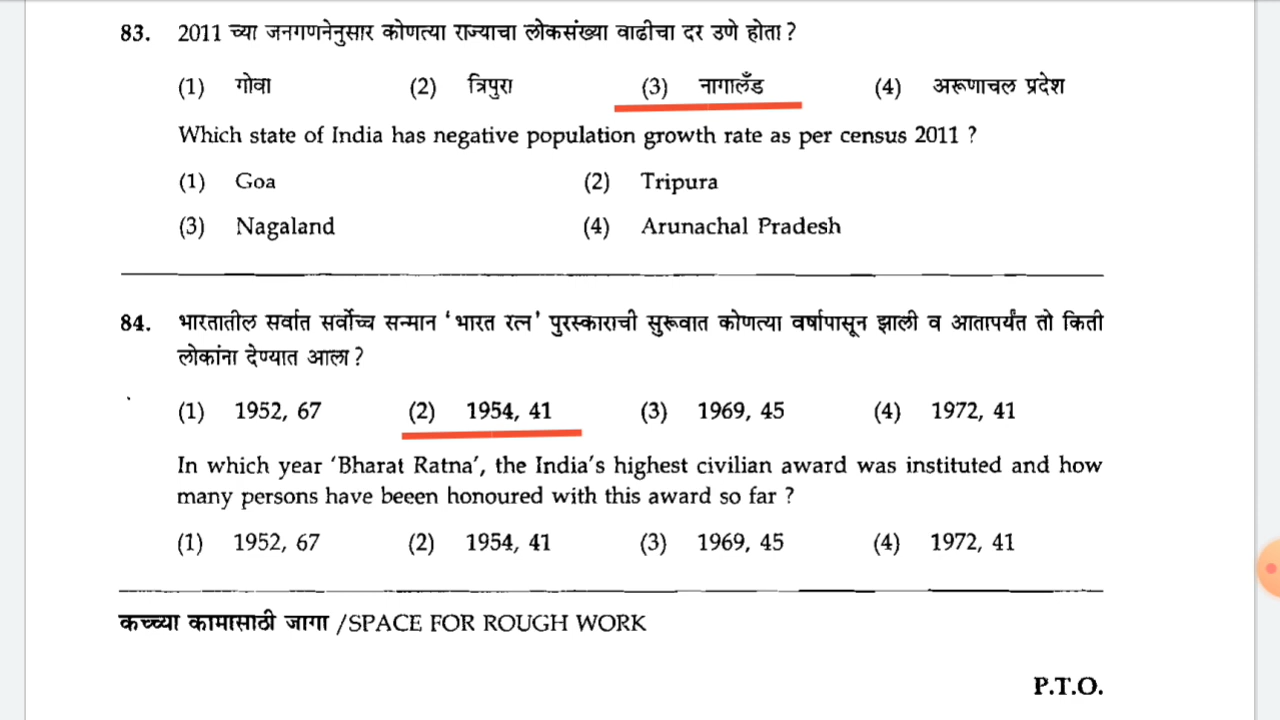 83. 2011 च्या जनगणनेनुसार कोणत्या राज्याचा लोकसंख्या वाढीचा दर उणे होता ?
(1) गोवा (2) त्रिपुरा (3) नागालँड (4) अरूणाचल प्रदेश
Which state of India has negative population growth rate as per census 2011 ?
(1) Goa (2) Tripura
(3) Nagaland (4) Arunachal Pradesh
84. भारतातील सर्वात सर्वोच्च सन्मान ‘भारत रत्न’ पुरस्काराची सुरूवात कोणत्या वर्षापासून झाली व आतापर्यंत तो किती
लोकांना देण्यात आला ?
(1) 1952, 67 (2) 1954, 41 (3) 1969, 45 (4) 1972, 41
In which year ‘Bharat Ratna’, the India’s highest civilian award was instituted and how
many persons have beeen honoured with this award so far ?
(1) 1952, 67 (2) 1954, 41 (3) 1969, 45 (4) 1972, 41
कच्च्या कामासाठी जागा /SPACE FOR ROUGH WORK
P.T.O.